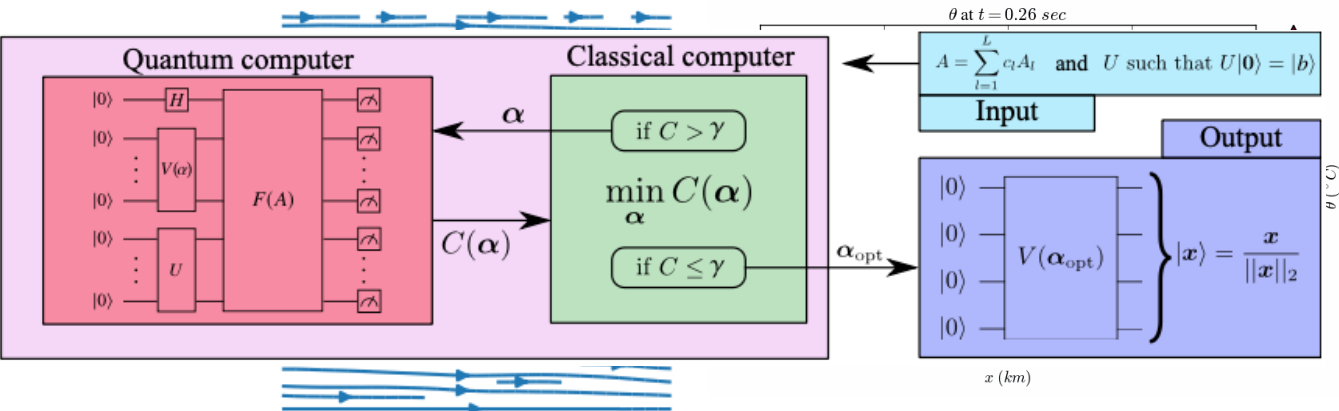 θ at t = 0.26 sec
Quantum computer
Classical computer
A = \sum_{l=1}^{L} c_l A_l and U such that U|0⟩ = |b⟩
Input
Output
|0⟩ H
|0⟩
V(α)
|0⟩
F(A)
|0⟩
U
|0⟩
α
C(α)
if C > γ
min_α C(α)
if C ≤ γ
α_opt
|0⟩
|0⟩
|0⟩
|0⟩
V(α_opt)
|x⟩ = x / ||x||_2
x (km)
θ (°C)